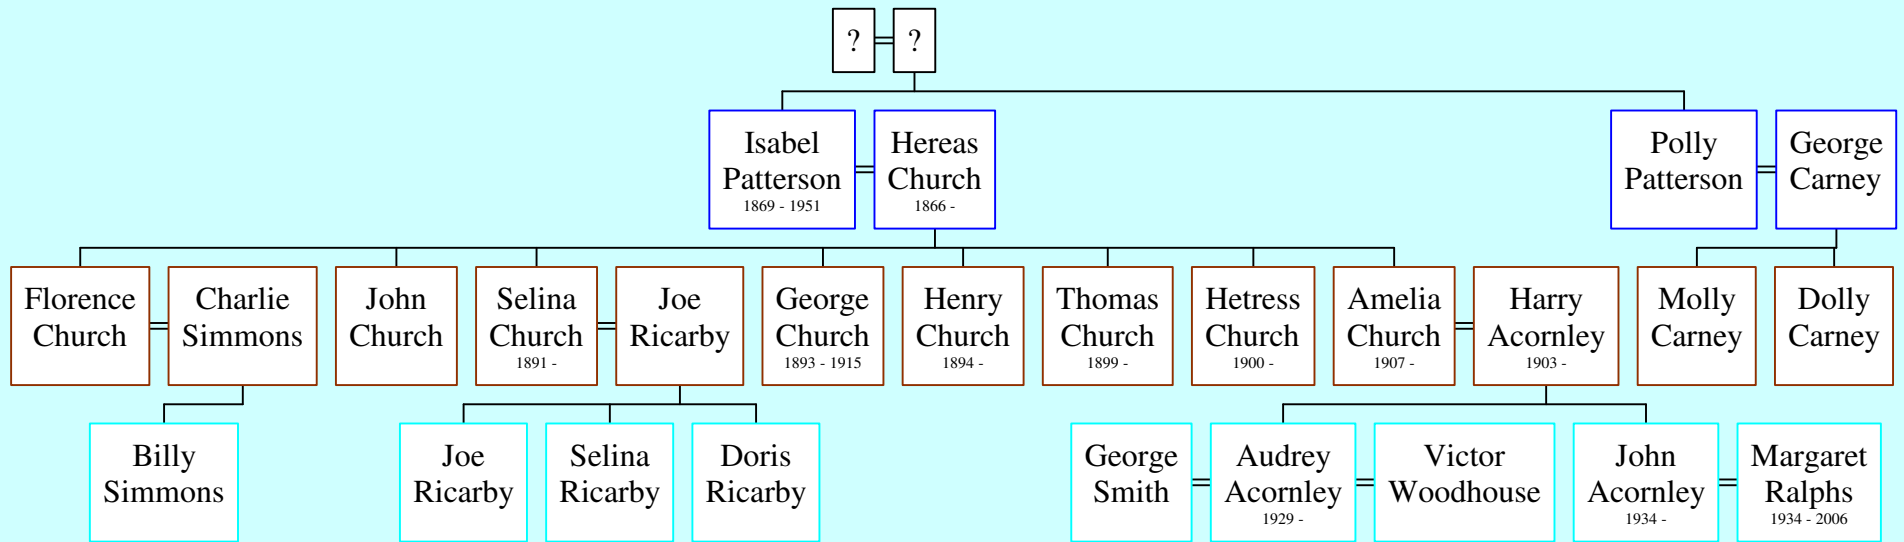 ?
?
Isabel
Patterson
1869 - 1951
Hereas
Church
1866 -
Polly
Patterson
George
Carney
Florence
Church
Charlie
Simmons
John
Church
Selina
Church
1891 -
Joe
Ricarby
George
Church
1893 - 1915
Henry
Church
1894 -
Thomas
Church
1899 -
Hetress
Church
1900 -
Amelia
Church
1907 -
Harry
Acornley
1903 -
Molly
Carney
Dolly
Carney
Billy
Simmons
Joe
Ricarby
Selina
Ricarby
Doris
Ricarby
George
Smith
Audrey
Acornley
1929 -
Victor
Woodhouse
John
Acornley
1934 -
Margaret
Ralphs
1934 - 2006